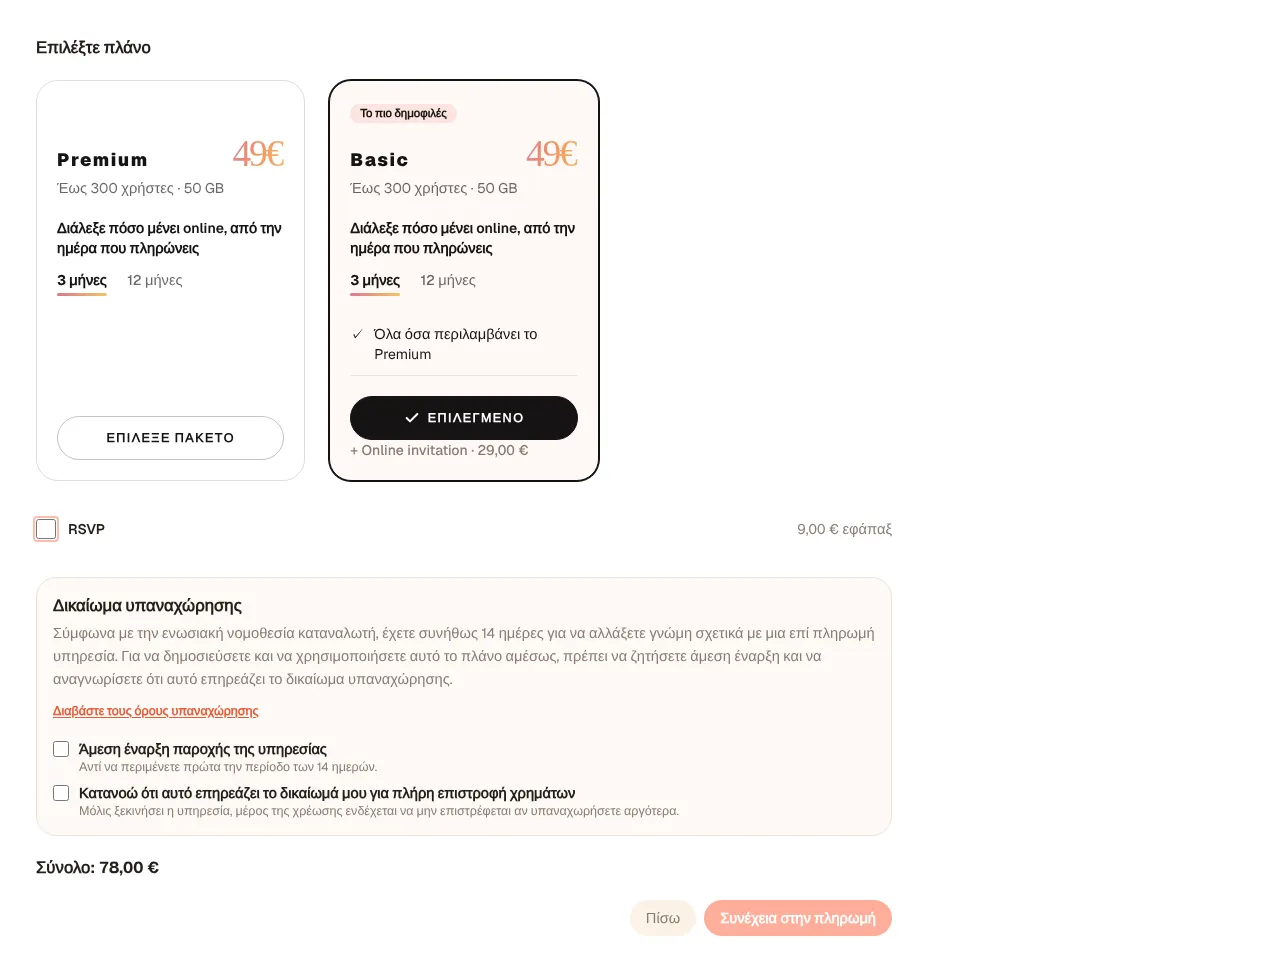 Επιλέξτε πλάνο
Premium
49€
Έως 300 χρήστες · 50 GB
Διάλεξε πόσο μένει online, από την
ημέρα που πληρώνεις
3 μήνες
12 μήνες
ΕΠΙΛΕΞΕ ΠΑΚΕΤΟ
Το πιο δημοφιλές
Basic
49€
Έως 300 χρήστες · 50 GB
Διάλεξε πόσο μένει online, από την
ημέρα που πληρώνεις
3 μήνες
12 μήνες
✓ Όλα όσα περιλαμβάνει το
Premium
✓ ΕΠΙΛΕΓΜΕΝΟ
+ Online invitation · 29,00 €
RSVP
9,00 € εφάπαξ
Δικαίωμα υπαναχώρησης
Σύμφωνα με την ενωσιακή νομοθεσία καταναλωτή, έχετε συνήθως 14 ημέρες για να αλλάξετε γνώμη σχετικά με μια επί πληρωμή
υπηρεσία. Για να δημοσιεύσετε και να χρησιμοποιήσετε αυτό το πλάνο αμέσως, πρέπει να ζητήσετε άμεση έναρξη και να
αναγνωρίσετε ότι αυτό επηρεάζει το δικαίωμα υπαναχώρησης.
Διαβάστε τους όρους υπαναχώρησης
Άμεση έναρξη παροχής της υπηρεσίας
Αντί να περιμένετε πρώτα την περίοδο των 14 ημερών.
Κατανοώ ότι αυτό επηρεάζει το δικαίωμά μου για πλήρη επιστροφή χρημάτων
Μόλις ξεκινήσει η υπηρεσία, μέρος της χρέωσης ενδέχεται να μην επιστρέφεται αν υπαναχωρήσετε αργότερα.
Σύνολο: 78,00 €
Πίσω
Συνέχεια στην πληρωμή